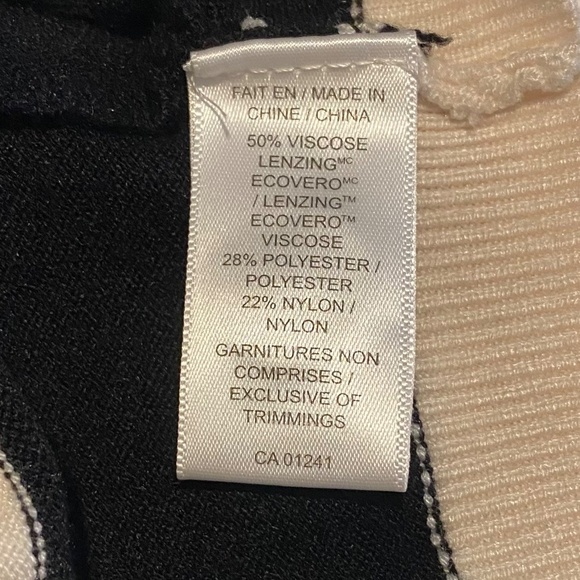 FAIT EN / MADE IN
CHINE / CHINA
50% VISCOSE
LENZINGᴹᶜ
ECOVEROᴹᶜ
/ LENZING™
ECOVERO™
VISCOSE
28% POLYESTER /
POLYESTER
22% NYLON /
NYLON
GARNITURES NON
COMPRISES /
EXCLUSIVE OF
TRIMMINGS
CA 01241